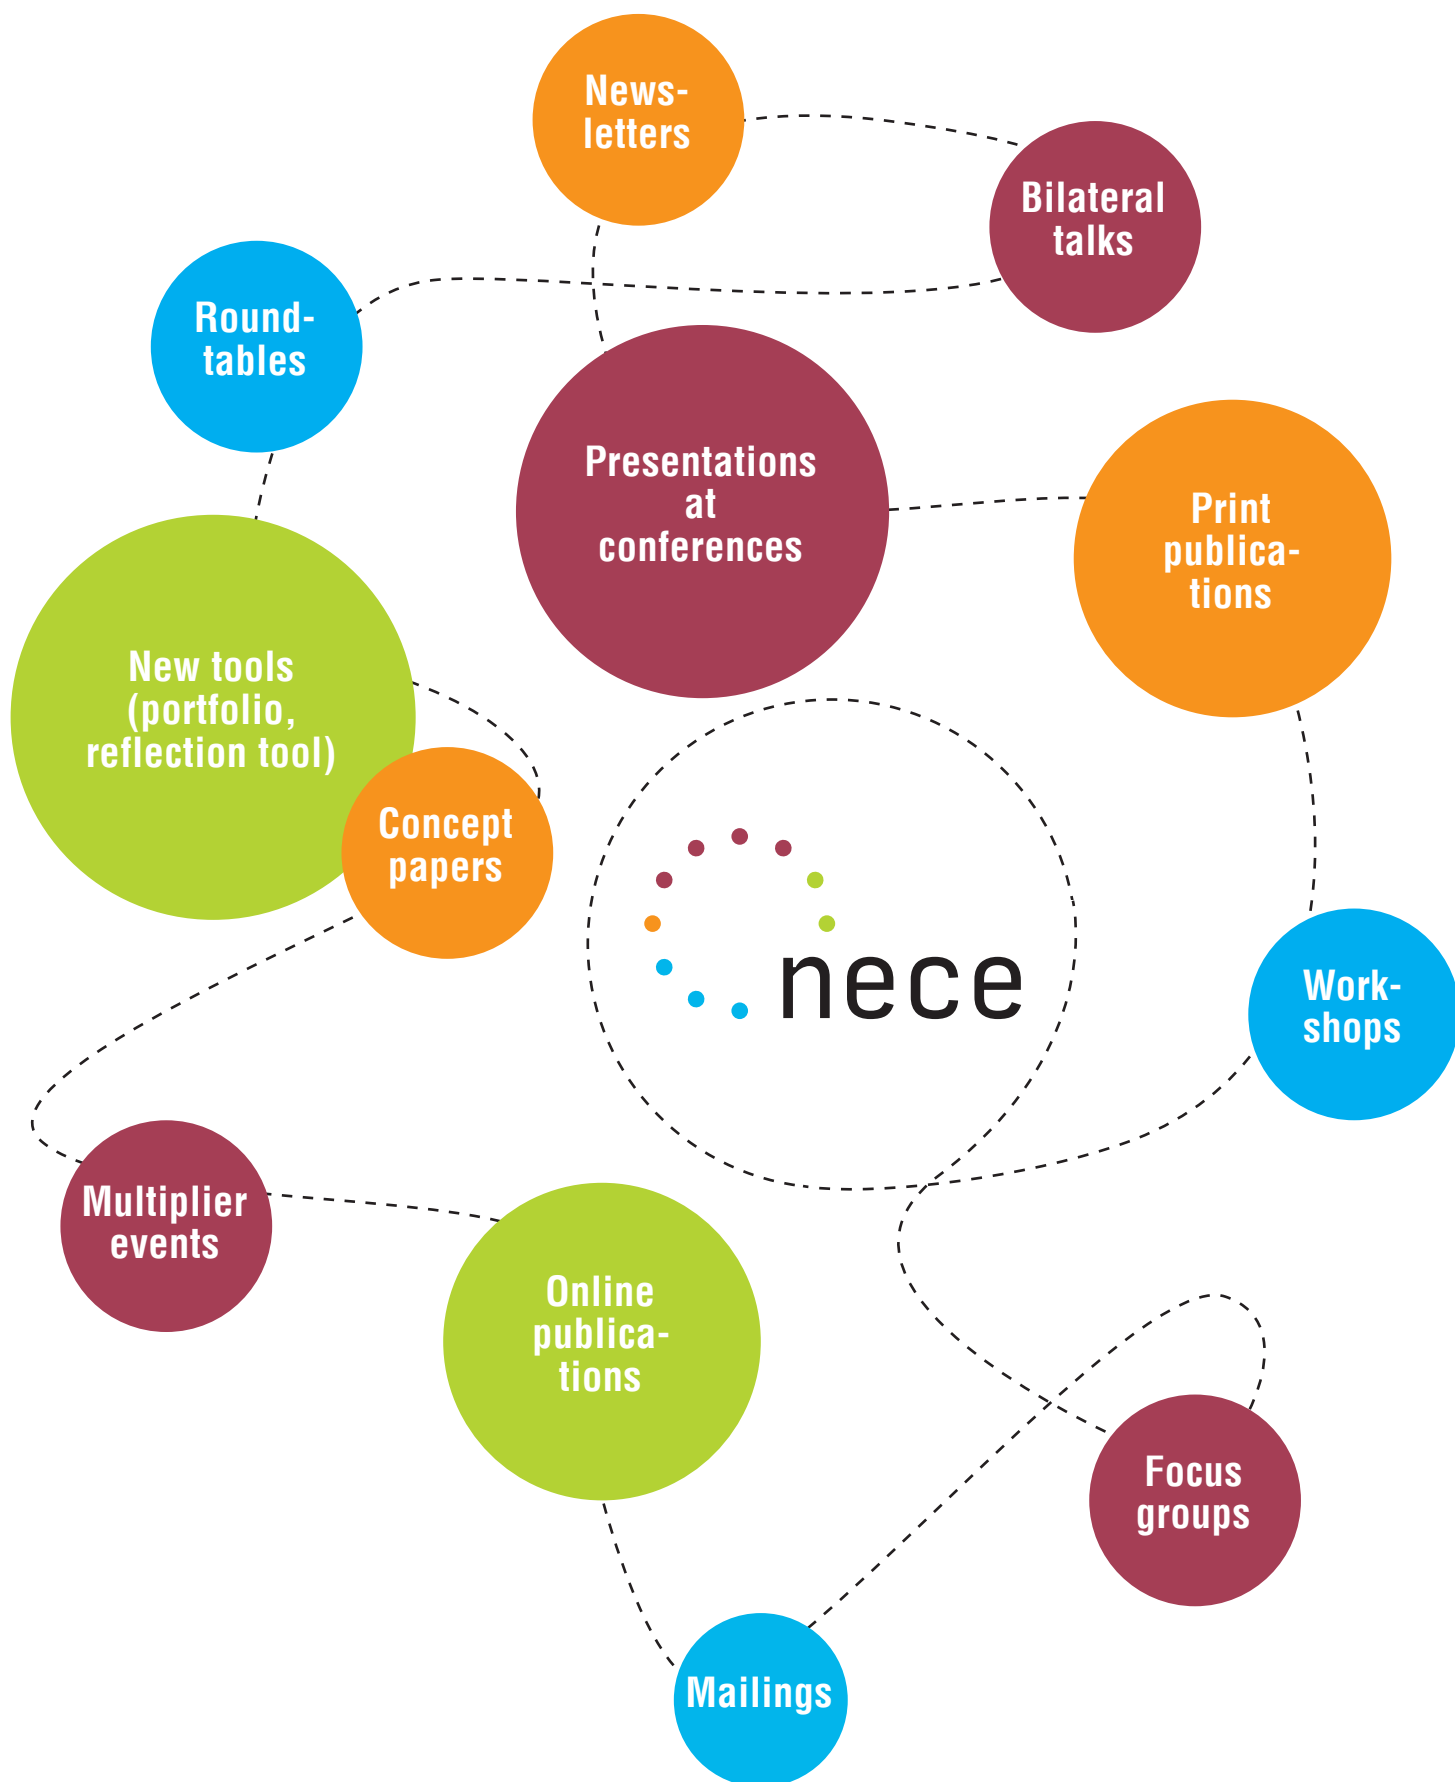 News-
letters
Bilateral
talks
Round-
tables
Presentations
at
conferences
Print
publica-
tions
New tools
(portfolio,
reflection tool)
Concept
papers
nece
Work-
shops
Multiplier
events
Online
publica-
tions
Focus
groups
Mailings